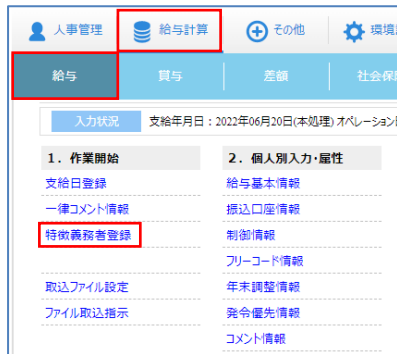 人事管理 給与計算 その他 環境
給与 賞与 差額 社会保
入力状況 支給年月日：2022年06月20日(本処理) オペレーション
1. 作業開始 2. 個人別入力・属性
支給日登録 給与基本情報
一律コメント情報 振込口座情報
特徴義務者登録 制御情報
フリーコード情報
取込ファイル設定 年末調整情報
ファイル取込指示 発令優先情報
コメント情報